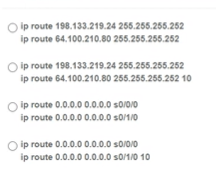 ip route 198.133.219.24 255.255.255.252
ip route 64.100.210.80 255.255.255.252
ip route 198.133.219.24 255.255.255.252
ip route 64.100.210.80 255.255.255.252 10
ip route 0.0.0.0 0.0.0.0 s0/0/0
ip route 0.0.0.0 0.0.0.0 s0/1/0
ip route 0.0.0.0 0.0.0.0 s0/0/0
ip route 0.0.0.0 0.0.0.0 s0/1/0 10